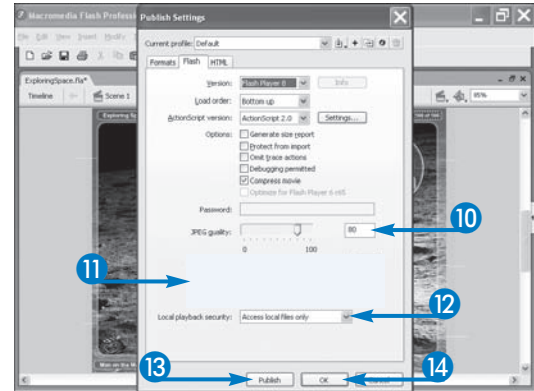 Macromedia Flash Professi
Publish Settings
File Edit View Insert Modify
Current profile: Default
Formats Flash HTML
ExploringSpace.fla*
Version: Flash Player 6 Info
Timeline Scene 1 85%
Load order: Bottom up
ActionScript version: ActionScript 2.0 Settings...
Options: Generate size report
Protect from import
Omit trace actions
Debugging permitted
Compress movie
Optimize for Flash Player 6 r65
Password:
JPEG quality: 80
0 100
10
11
12
Local playback security: Access local files only
13
14
Publish OK Cancel